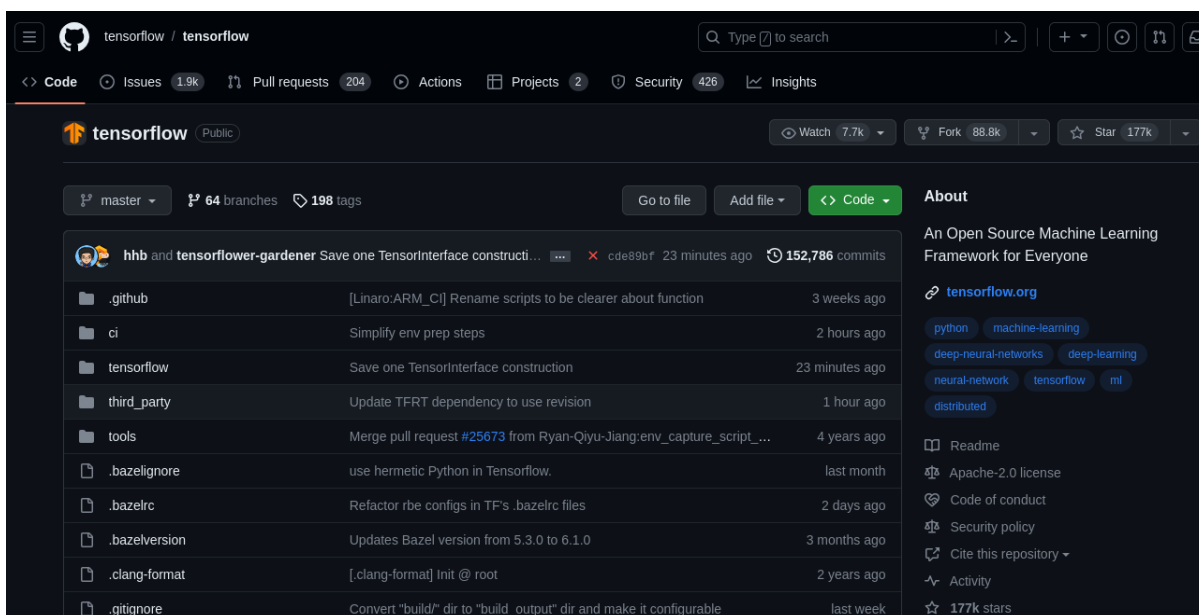 tensorflow / tensorflow Type / to search
Code Issues 1.9k Pull requests 204 Actions Projects 2 Security 426 Insights
tensorflow Public Watch 7.7k Fork 88.8k Star 177k
master 64 branches 198 tags Go to file Add file Code
hhb and tensorflower-gardener Save one TensorInterface constructi… ... cde89bf 23 minutes ago 152,786 commits
.github [Linaro:ARM_CI] Rename scripts to be clearer about function 3 weeks ago
ci Simplify env prep steps 2 hours ago
tensorflow Save one TensorInterface construction 23 minutes ago
third_party Update TFRT dependency to use revision 1 hour ago
tools Merge pull request #25673 from Ryan-Qiyu-Jiang:env_capture_script_... 4 years ago
.bazelignore use hermetic Python in Tensorflow. last month
.bazelrc Refactor rbe configs in TF's .bazelrc files 2 days ago
.bazelversion Updates Bazel version from 5.3.0 to 6.1.0 3 months ago
.clang-format [.clang-format] Init @ root 2 years ago
.gitignore Convert "build/" dir to "build_output" dir and make it configurable last week
About
An Open Source Machine Learning
Framework for Everyone
tensorflow.org
python machine-learning
deep-neural-networks deep-learning
neural-network tensorflow ml
distributed
Readme
Apache-2.0 license
Code of conduct
Security policy
Cite this repository
Activity
177k stars